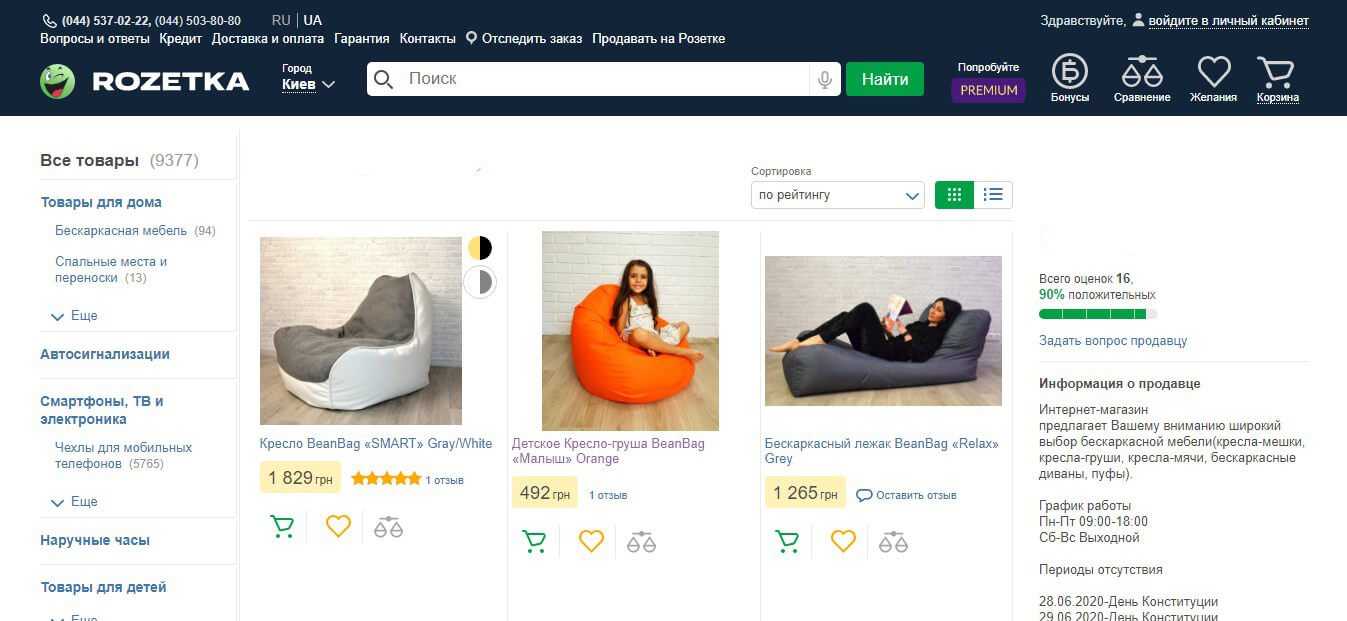 (044) 537-02-22, (044) 503-80-80 RU | UA
Здравствуйте, войдите в личный кабинет
Вопросы и ответы Кредит Доставка и оплата Гарантия Контакты Отследить заказ Продавать на Розетке
ROZETKA
Город
Киев
Поиск
Найти
Попробуйте
PREMIUM
Бонусы
Сравнение
Желания
Корзина
Все товары (9377)
Товары для дома
Бескаркасная мебель (94)
Спальные места и
переноски (13)
Еще
Автосигнализации
Смартфоны, ТВ и
электроника
Чехлы для мобильных
телефонов (5765)
Еще
Наручные часы
Товары для детей
Еще
Сортировка
по рейтингу
Кресло BeanBag «SMART» Gray/White
1 829 грн
1 отзыв
Детское Кресло-груша BeanBag
«Малыш» Orange
492 грн
1 отзыв
Бескаркасный лежак BeanBag «Relax»
Grey
1 265 грн
Оставить отзыв
Всего оценок 16,
90% положительных
Задать вопрос продавцу
Информация о продавце
Интернет-магазин
предлагает Вашему вниманию широкий
выбор бескаркасной мебели(кресла-мешки,
кресла-груши, кресла-мячи, бескаркасные
диваны, пуфы).
График работы
Пн-Пт 09:00-18:00
Сб-Вс Выходной
Периоды отсутствия
28.06.2020-День Конституции
29.06.2020-День Конституции